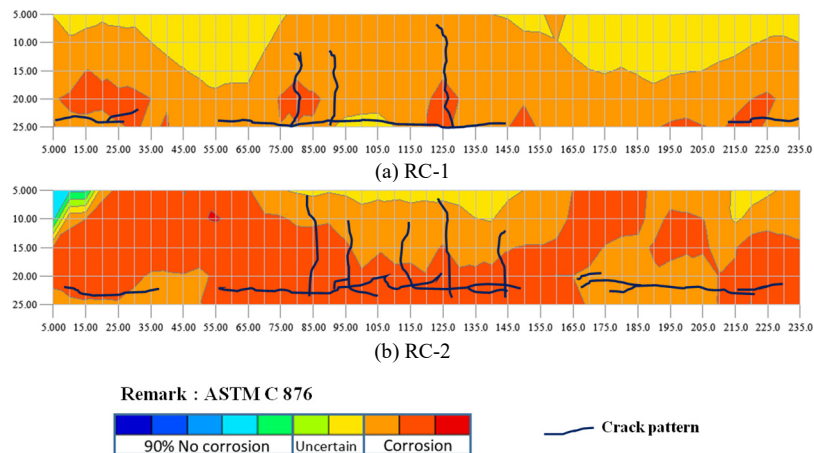 5.000
10.00
15.00
20.00
25.00
5.000 15.00 25.00 35.00 45.00 55.00 65.00 75.00 85.00 95.00 105.0 115.0 125.0 135.0 145.0 155.0 165.0 175.0 185.0 195.0 205.0 215.0 225.0 235.0
(a) RC-1
5.000
10.00
15.00
20.00
25.00
5.000 15.00 25.00 35.00 45.00 55.00 65.00 75.00 85.00 95.00 105.0 115.0 125.0 135.0 145.0 155.0 165.0 175.0 185.0 195.0 205.0 215.0 225.0 235.0
(b) RC-2
Remark : ASTM C 876
90% No corrosion Uncertain Corrosion
Crack pattern